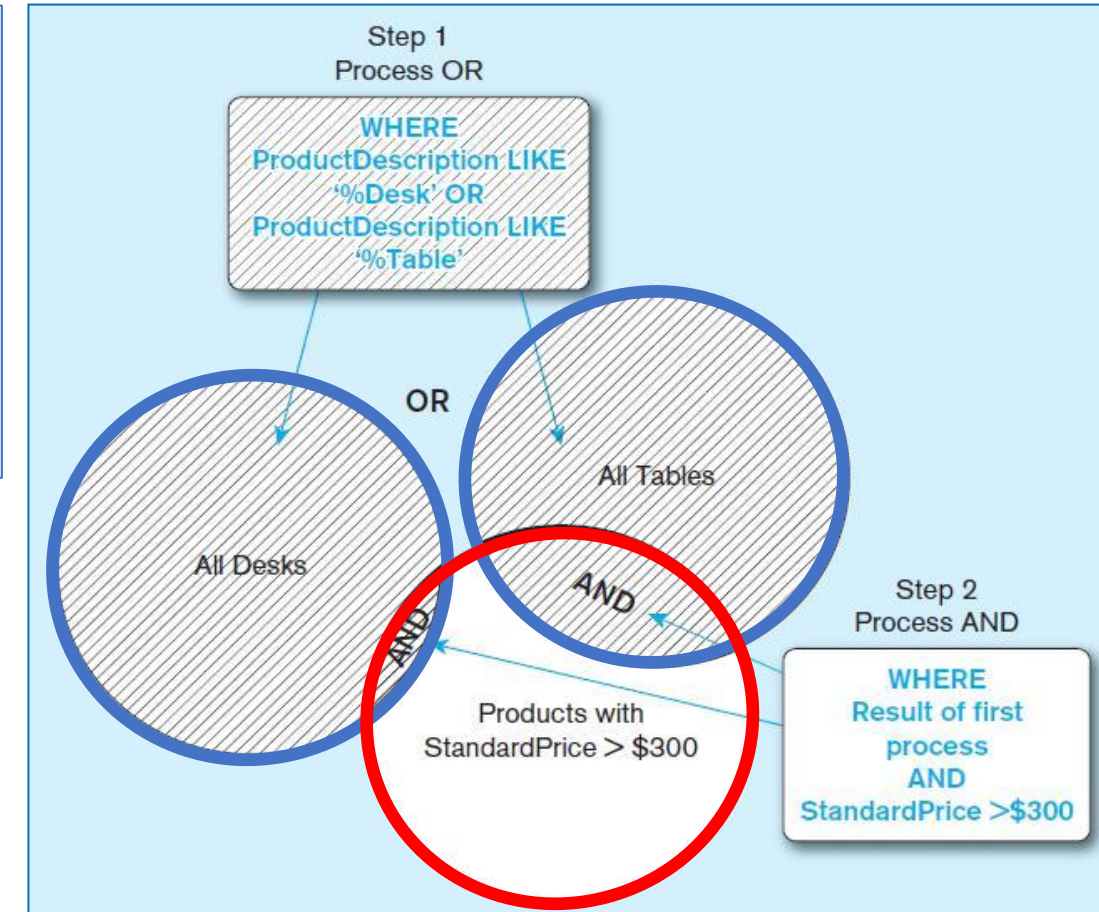 Step 1
Process OR
WHERE
ProductDescription LIKE
‘%Desk’ OR
ProductDescription LIKE
‘%Table’
OR
All Tables
All Desks
AND
AND
Step 2
Process AND
Products with
StandardPrice > $300
WHERE
Result of first
process
AND
StandardPrice >$300